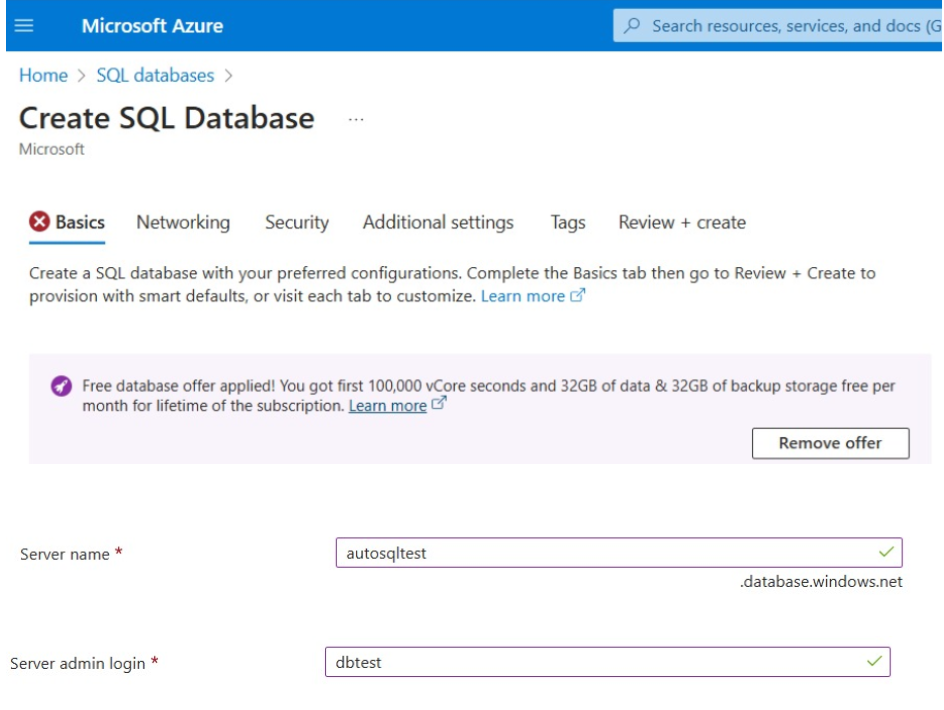 Microsoft Azure
Search resources, services, and docs (G
Home > SQL databases >
Create SQL Database ...
Microsoft
Basics Networking Security Additional settings Tags Review + create
Create a SQL database with your preferred configurations. Complete the Basics tab then go to Review + Create to
provision with smart defaults, or visit each tab to customize. Learn more
Free database offer applied! You got first 100,000 vCore seconds and 32GB of data & 32GB of backup storage free per
month for lifetime of the subscription. Learn more
Remove offer
Server name * autosqltest
.database.windows.net
Server admin login * dbtest